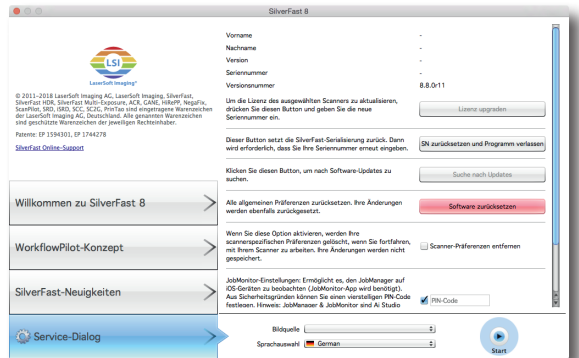 SilverFast 8
LSI
LaserSoft Imaging®
© 2011-2018 LaserSoft Imaging AG, LaserSoft Imaging, SilverFast,
SilverFast HDR, SilverFast Multi-Exposure, ACR, GANE, HiRePP, NegaFix,
ScanPilot, SRD, iSRD, SCC, SC2G, PrinTao sind eingetragene Warenzeichen
der LaserSoft Imaging AG, Deutschland. Alle genannten Warenzeichen
sind geschützte Warenzeichen der jeweiligen Rechteinhaber.
Patente: EP 1594301, EP 1744278
SilverFast Online-Support
Willkommen zu SilverFast 8
WorkflowPilot-Konzept
SilverFast-Neuigkeiten
Service-Dialog
Vorname -
Nachname -
Version -
Seriennummer -
Versionsnummer 8.8.0r11
Um die Lizenz des ausgewählten Scanners zu aktualisieren,
drücken Sie diesen Button und geben Sie die neue
Seriennummer ein.
Lizenz upgraden
Dieser Button setzt die SilverFast-Serialisierung zurück. Dann
wird erforderlich, dass Sie Ihre Seriennummer erneut eingeben.
SN zurücksetzen und Programm verlassen
Klicken Sie diesen Button, um nach Software-Updates zu
suchen.
Suche nach Updates
Alle allgemeinen Präferenzen zurücksetzen. Ihre Änderungen
werden ebenfalls zurückgesetzt.
Software zurücksetzen
Wenn Sie diese Option aktivieren, werden Ihre
scannerspezifischen Präferenzen gelöscht, wenn Sie fortfahren,
mit Ihrem Scanner zu arbeiten. Ihre Änderungen werden nicht
gespeichert.
Scanner-Präferenzen entfernen
JobMonitor-Einstellungen: Ermöglicht es, den JobManager auf
iOS-Geräten zu beobachten (JobMonitor-App wird benötigt).
Aus Sicherheitsgründen können Sie einen vierstelligen PIN-Code
festlegen. Hinweis: JobManager & JobMonitor sind Ai Studio
PIN-Code
Bildquelle
Sprachauswahl German
Start